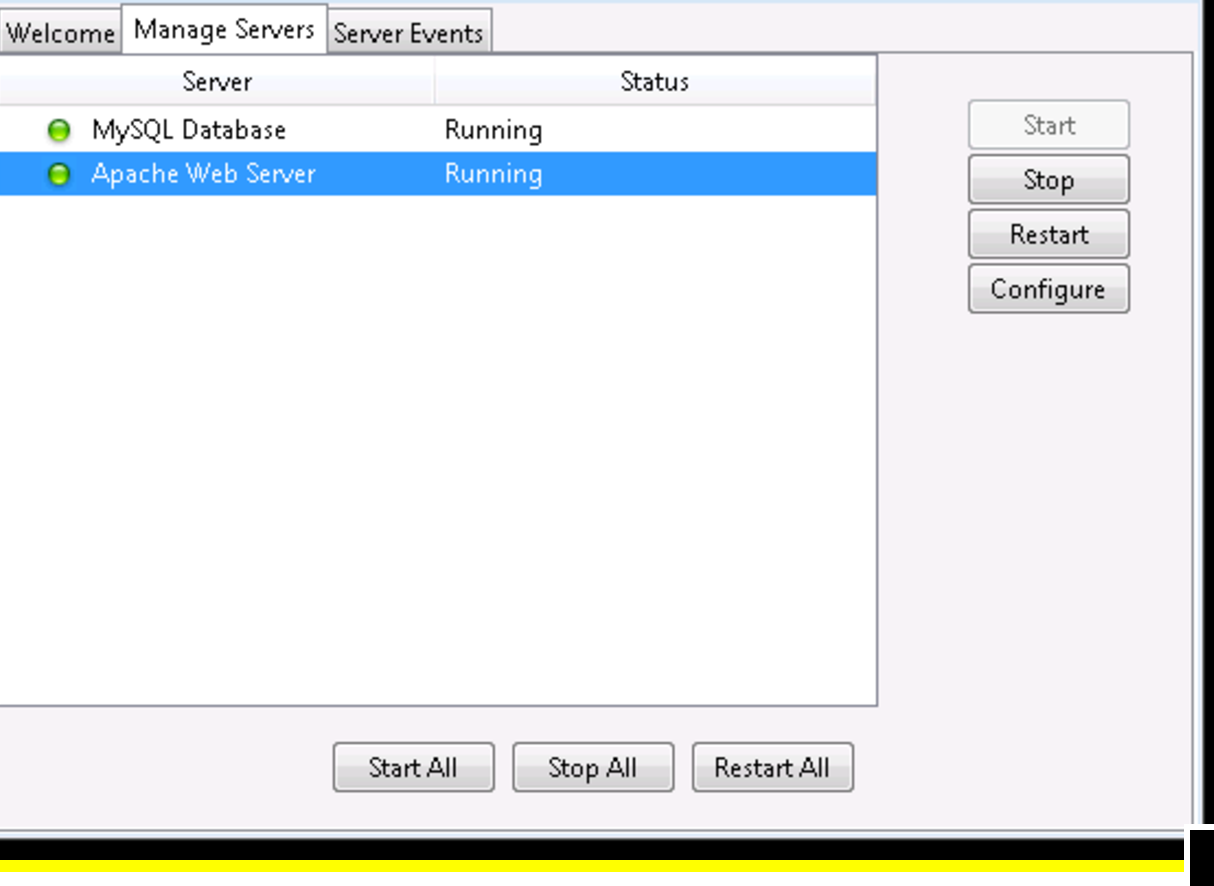 Welcome Manage Servers Server Events
Server Status
MySQL Database Running
Apache Web Server Running
Start
Stop
Restart
Configure
Start All Stop All Restart All